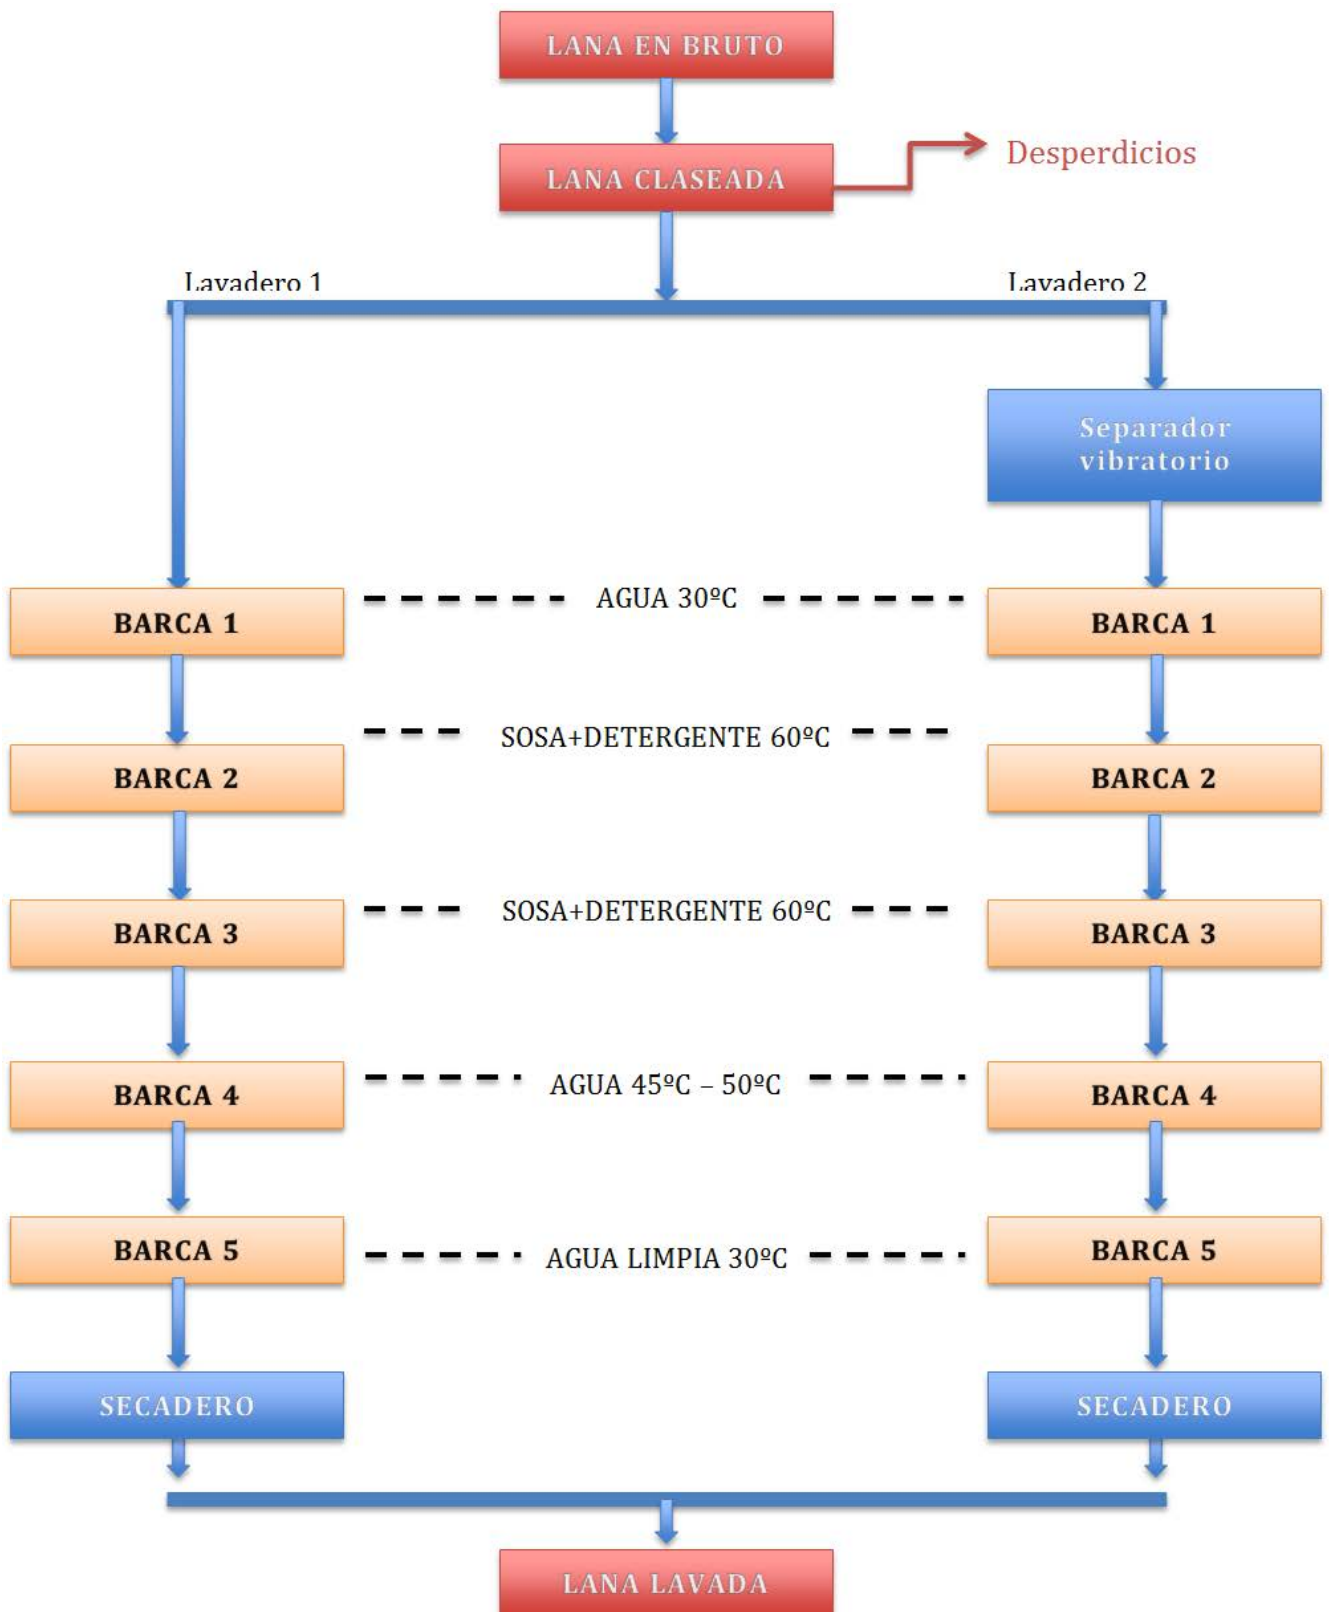 LANA EN BRUTO
LANA CLASEADA
Desperdicios
Lavadero 1
Lavadero 2
Separador
vibratorio
BARCA 1
AGUA 30ºC
BARCA 1
SOSA+DETERGENTE 60ºC
BARCA 2
BARCA 2
BARCA 3
SOSA+DETERGENTE 60ºC
BARCA 3
BARCA 4
AGUA 45ºC – 50ºC
BARCA 4
BARCA 5
AGUA LIMPIA 30ºC
BARCA 5
SECADERO
SECADERO
LANA LAVADA